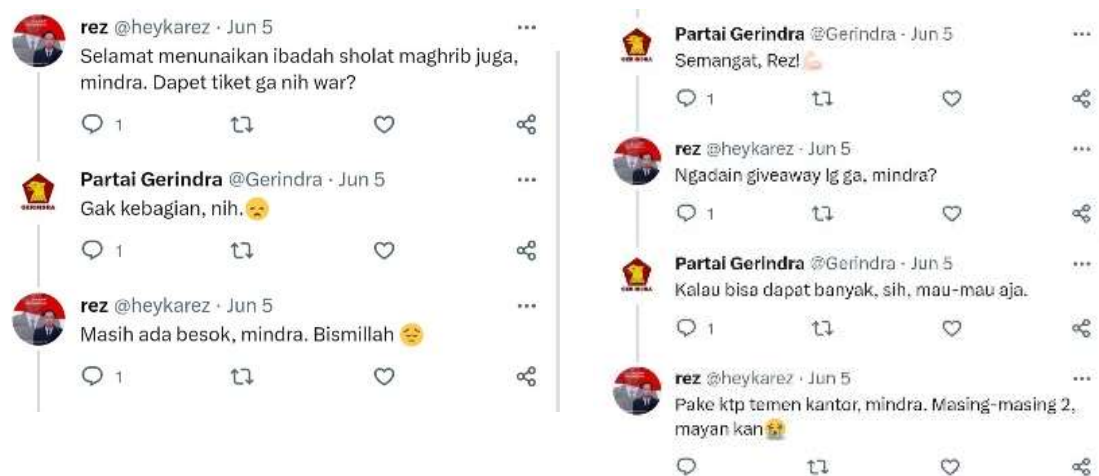 rez @heykarez · Jun 5
Selamat menunaikan ibadah sholat maghrib juga,
mindra. Dapet tiket ga nih war?
1
Partai Gerindra @Gerindra · Jun 5
Gak kebagian, nih.😞
1
rez @heykarez · Jun 5
Masih ada besok, mindra. Bismillah 😔
1
Partai Gerindra @Gerindra · Jun 5
Semangat, Rez!💪🏻
1
rez @heykarez · Jun 5
Ngadain giveaway lg ga, mindra?
1
Partai Gerindra @Gerindra · Jun 5
Kalau bisa dapat banyak, sih, mau-mau aja.
1
rez @heykarez · Jun 5
Pake ktp temen kantor, mindra. Masing-masing 2,
mayan kan😭